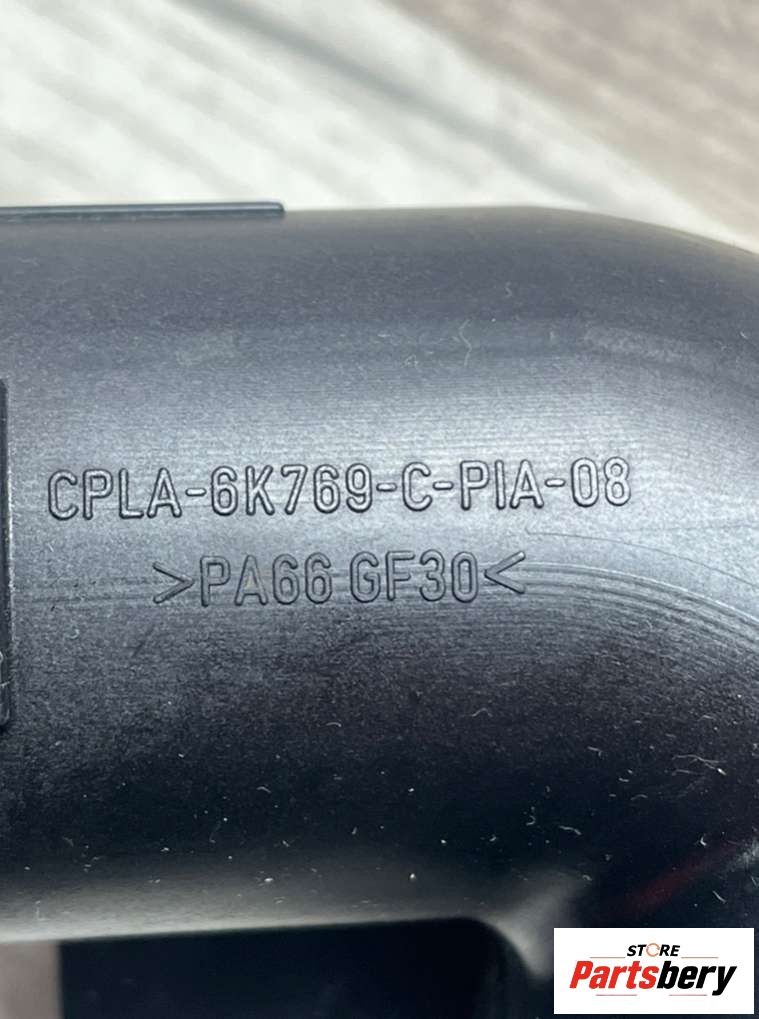 CPLA-6K769-C-PIA-08
>PA66 GF30<
STORE
Partsbery